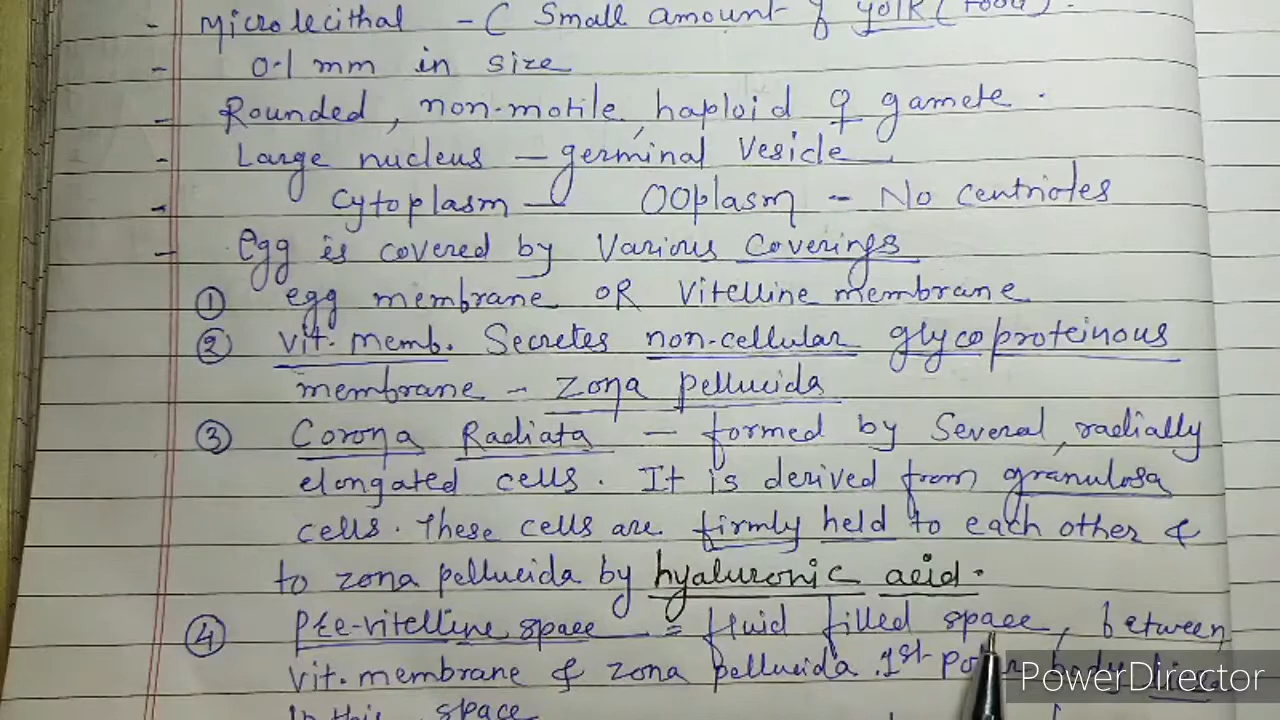 - Microlecithal - ( Small amount of yolk (food).
- 0.1 mm in size
- Rounded, non-motile, haploid ♀ gamete.
- Large nucleus - germinal Vesicle
- Cytoplasm - OOplasm - No centrioles
- Egg is covered by Various Coverings
① egg membrane OR Vitelline membrane
② Vit. memb. Secretes non-cellular glycoproteinous
membrane - Zona pellucida
③ Corona Radiata - formed by Several, radially
elongated cells. It is derived from granulosa
cells. These cells are firmly held to each other &
to zona pellucida by hyaluronic acid.
④ Pre-vitelline space = fluid filled space, between
vit. membrane & zona pellucida. 1st polar body
In this space
PowerDirector